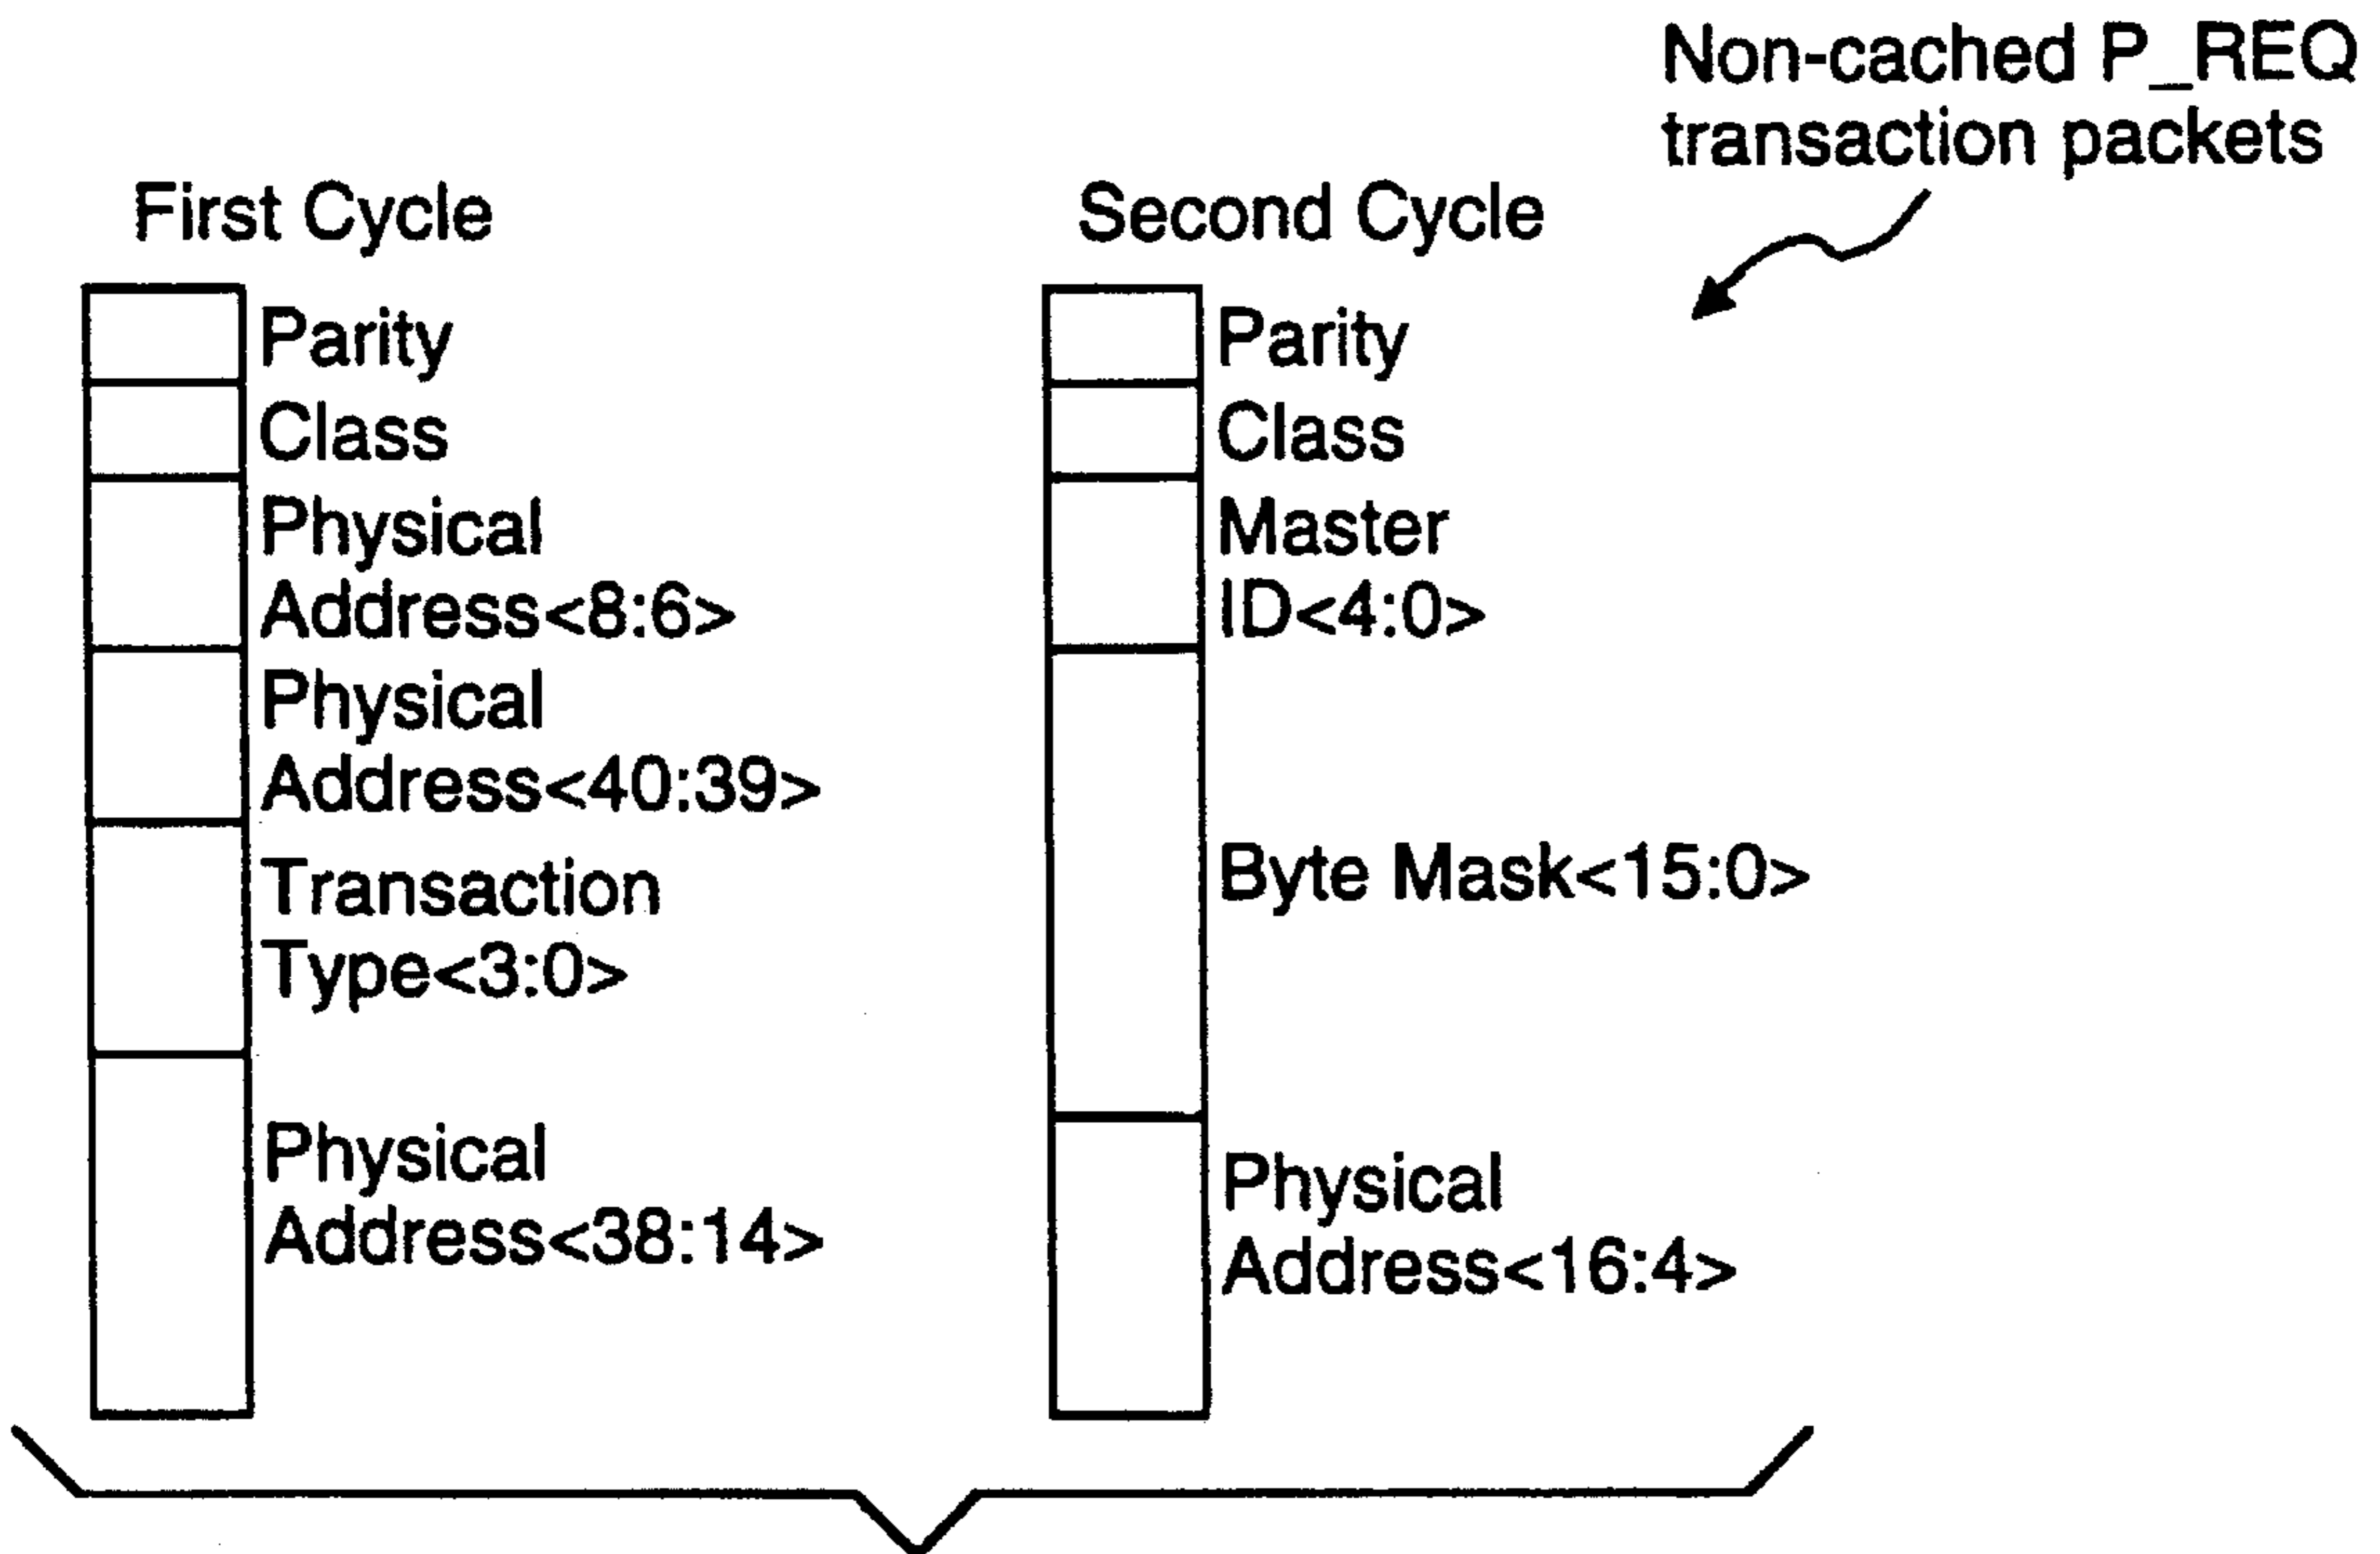 Non-cached P_REQ
transaction packets
First Cycle
Parity
Class
Physical
Address<8:6>
Physical
Address<40:39>
Transaction
Type<3:0>
Physical
Address<38:14>
Second Cycle
Parity
Class
Master
ID<4:0>
Byte Mask<15:0>
Physical
Address<16:4>